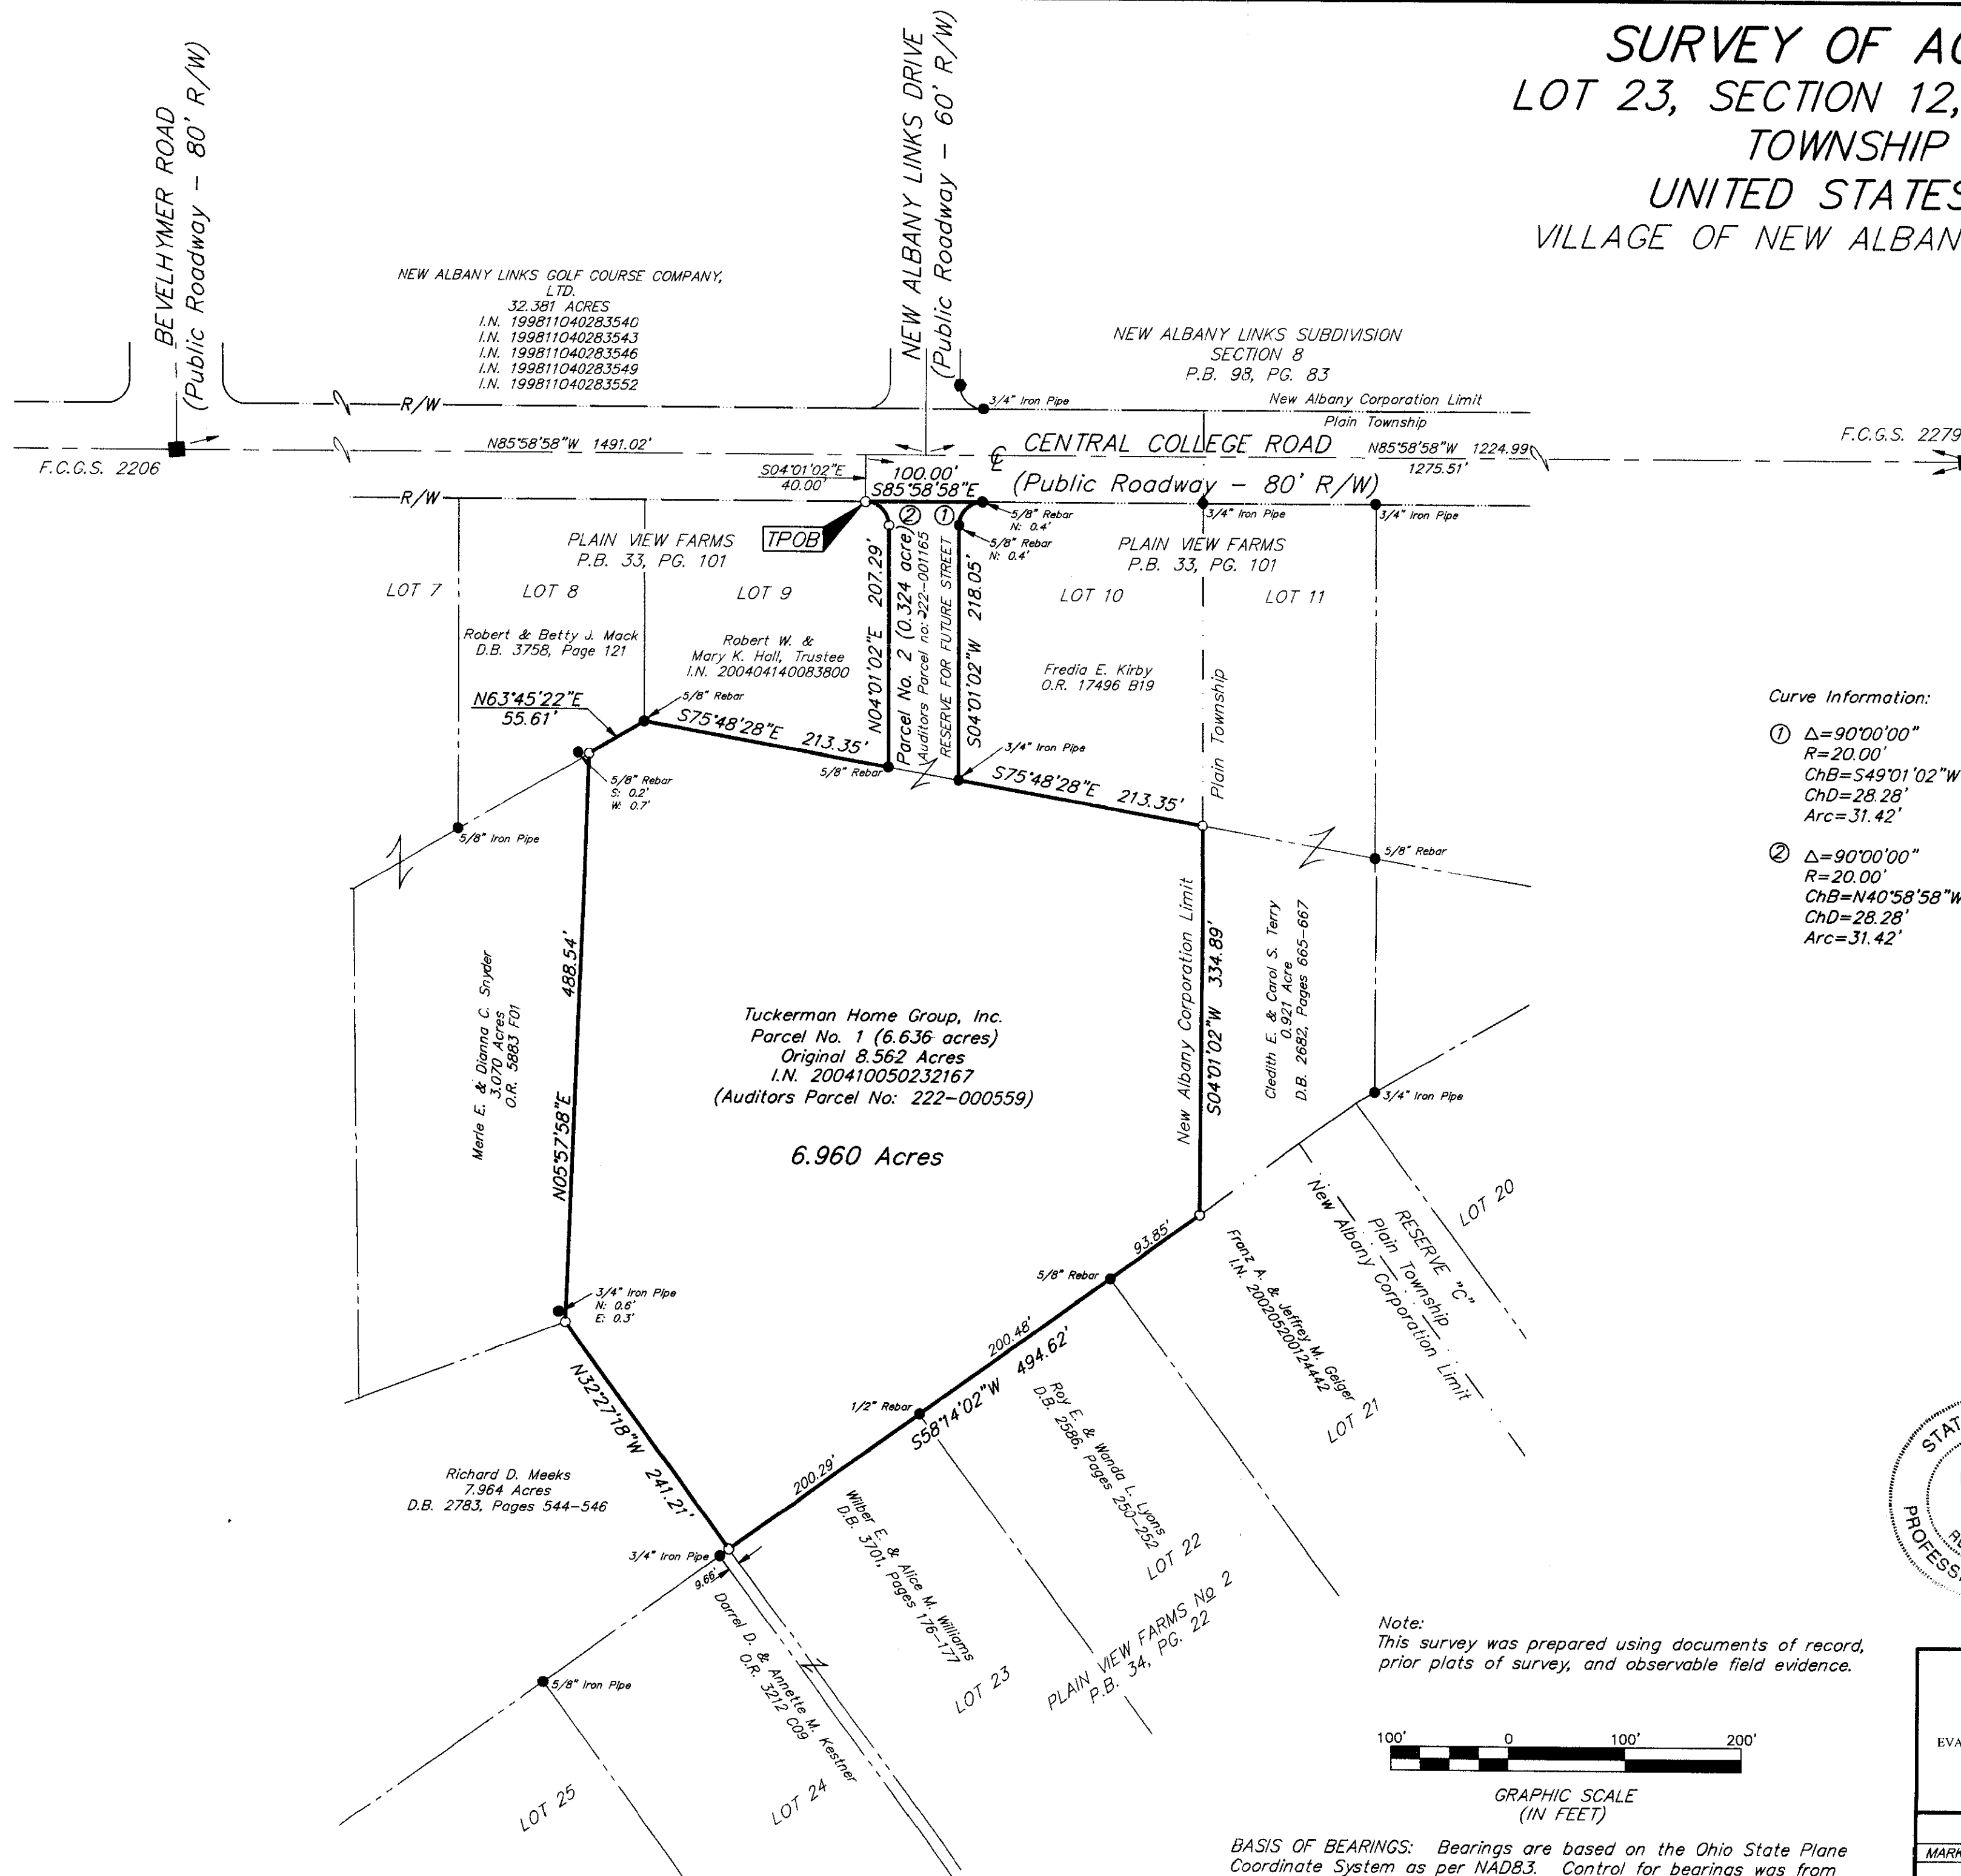 SURVEY OF
LOT 23, SECTION 12,
TOWNSHIP
UNITED STATES
VILLAGE OF NEW ALBAN
BEVELHYMER ROAD
(Public Roadway - 80' R/W)
NEW ALBANY LINKS DRIVE
(Public Roadway - 60' R/W)
NEW ALBANY LINKS GOLF COURSE COMPANY,
LTD.
32.381 ACRES
I.N. 199811040283540
I.N. 199811040283543
I.N. 199811040283546
I.N. 199811040283549
I.N. 199811040283552
NEW ALBANY LINKS SUBDIVISION
SECTION 8
P.B. 98, PG. 83
R/W
3/4" Iron Pipe
New Albany Corporation Limit
Plain Township
F.C.G.S. 2206
N85°58'58"W 1491.02'
CENTRAL COLLEGE ROAD
(Public Roadway - 80' R/W)
N85°58'58"W 1224.99
1275.51'
F.C.G.S. 2279
S04°01'02"E
40.00'
100.00'
S85°58'58"E
R/W
TPOB
2
1
5/8" Rebar
N: 0.4'
5/8" Rebar
N: 0.4'
3/4" Iron Pipe
3/4" Iron Pipe
PLAIN VIEW FARMS
P.B. 33, PG. 101
PLAIN VIEW FARMS
P.B. 33, PG. 101
LOT 7
LOT 8
LOT 9
LOT 10
LOT 11
Robert & Betty J. Mack
D.B. 3758, Page 121
Robert W. &
Mary K. Hall, Trustee
I.N. 200404140083800
N04°01'02"E 207.29'
Parcel No. 2 (0.324 acre)
(Auditors Parcel no: 222-001165
RESERVE FOR FUTURE STREET
S04°01'02"W 218.05'
Fredia E. Kirby
O.R. 17496 B19
Plain Township
N63°45'22"E
55.61'
5/8" Rebar
S75°48'28"E 213.35'
5/8" Rebar
3/4" Iron Pipe
S75°48'28"E 213.35'
5/8" Rebar
S: 0.2'
W: 0.7'
5/8" Iron Pipe
5/8" Rebar
Curve Information:
1 Δ=90°00'00"
R=20.00'
ChB=S49°01'02"W
ChD=28.28'
Arc=31.42'
2 Δ=90°00'00"
R=20.00'
ChB=N40°58'58"W
ChD=28.28'
Arc=31.42'
Merle E. & Dianna C. Snyder
3.070 Acres
O.R. 5883 F01
N05°57'58"E 488.54'
Tuckerman Home Group, Inc.
Parcel No. 1 (6.636 acres)
Original 8.562 Acres
I.N. 200410050232167
(Auditors Parcel No: 222-000559)
6.960 Acres
New Albany Corporation Limit
S04°01'02"W 334.89'
Cledith E. & Carol S. Terry
0.921 Acre
D.B. 2682, Pages 665-667
3/4" Iron Pipe
LOT 20
RESERVE "C"
Plain Township
New Albany Corporation Limit
93.85'
5/8" Rebar
Franz A. & Jeffrey M. Geiger
I.N. 200205200124442
LOT 21
3/4" Iron Pipe
N: 0.6'
E: 0.3'
N32°27'18"W 241.21'
200.48'
S58°14'02"W 494.62'
1/2" Rebar
200.29'
Roy E. & Wanda L. Lyons
D.B. 2586, Pages 250-252
LOT 22
Richard D. Meeks
7.964 Acres
D.B. 2783, Pages 544-546
Wilber E. & Alice M. Williams
D.B. 3701, Pages 176-177
LOT 23
PLAIN VIEW FARMS No 2
P.B. 34, PG. 22
3/4" Iron Pipe
9.66'
Darrel D. & Annette M. Kestner
O.R. 3212 C09
5/8" Iron Pipe
LOT 25
LOT 24
Note:
This survey was prepared using documents of record,
prior plats of survey, and observable field evidence.
100' 0 100' 200'
GRAPHIC SCALE
(IN FEET)
BASIS OF BEARINGS: Bearings are based on the Ohio State Plane
Coordinate System as per NAD83. Control for bearings was from
STAT
PROFESS
EVA
MARK